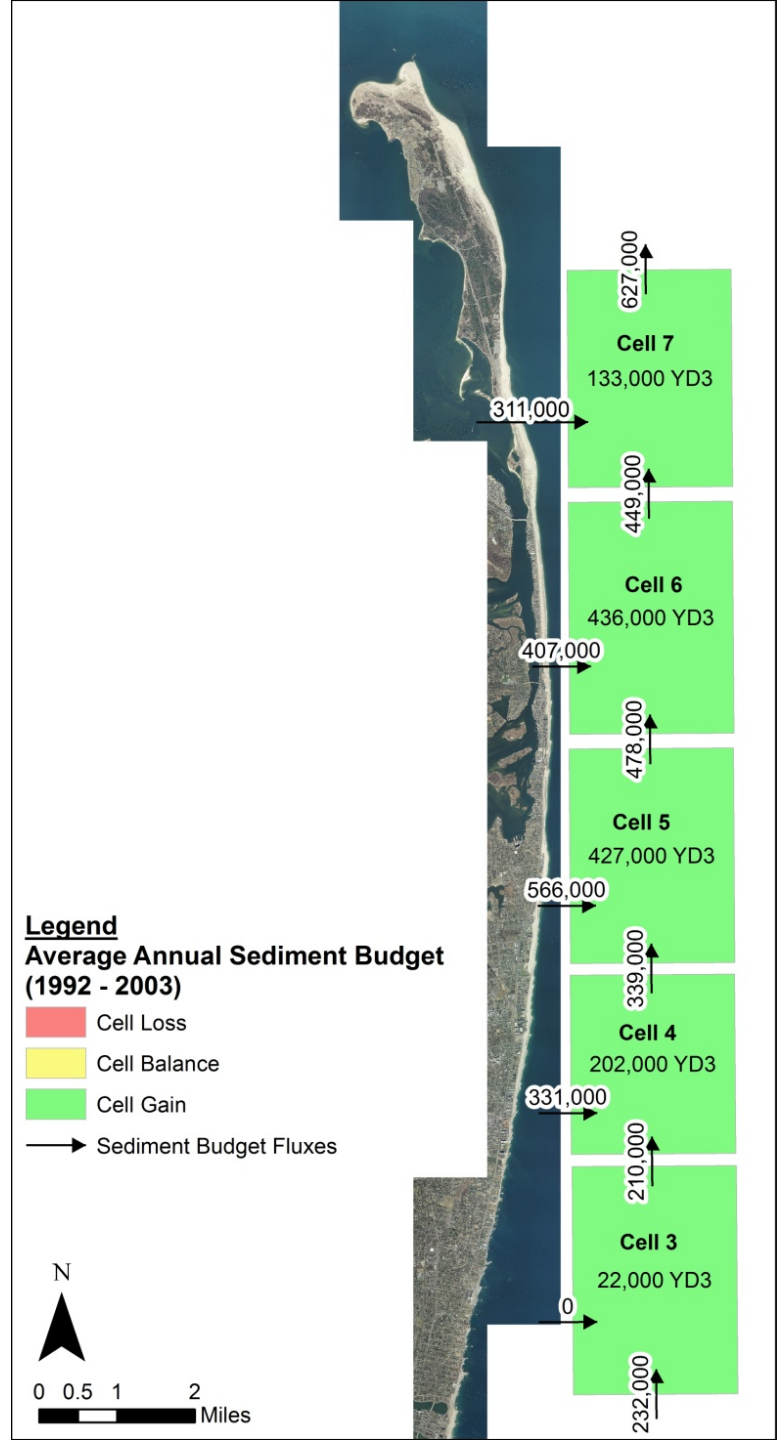 627,000
Cell 7
133,000 YD3
311,000
449,000
Cell 6
436,000 YD3
407,000
478,000
Cell 5
427,000 YD3
566,000
339,000
Cell 4
202,000 YD3
331,000
210,000
Cell 3
22,000 YD3
0
232,000
Legend
Average Annual Sediment Budget
(1992 - 2003)
Cell Loss
Cell Balance
Cell Gain
Sediment Budget Fluxes
N
0 0.5 1 2
Miles